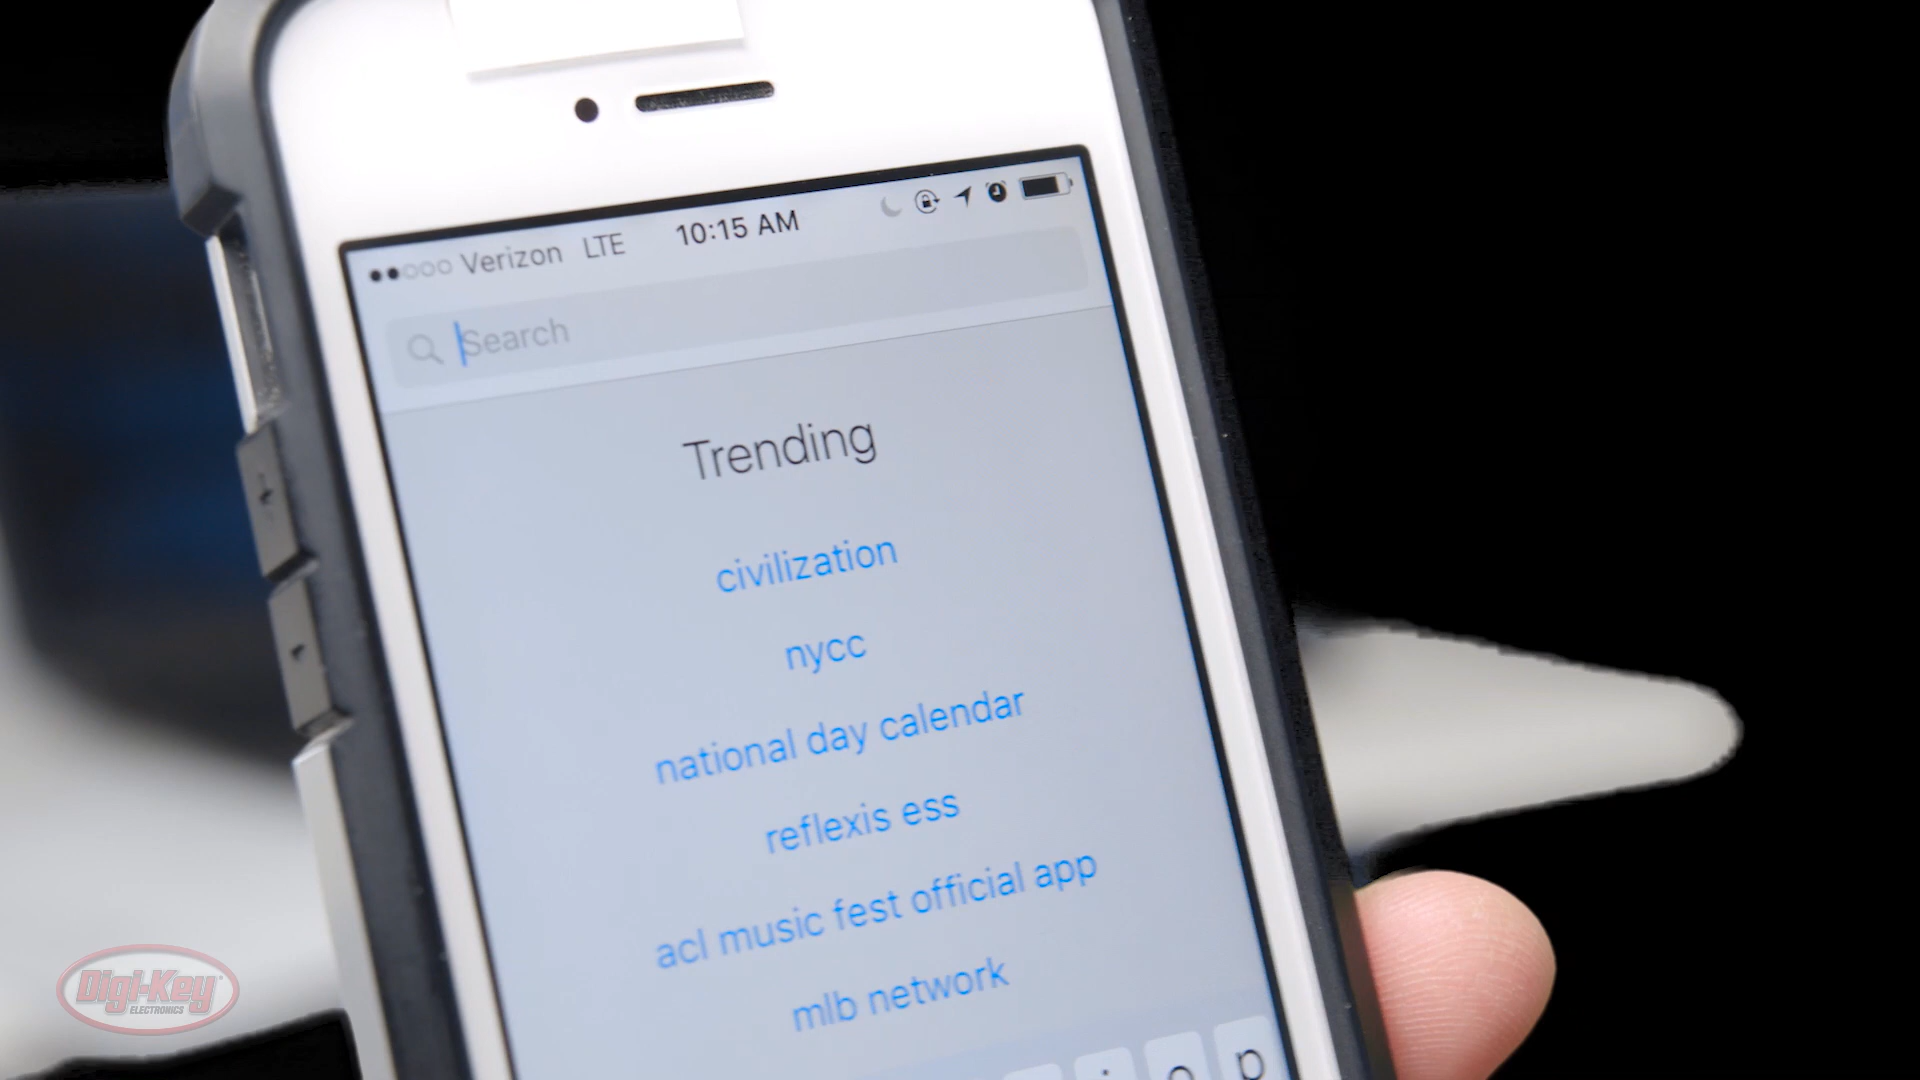 Verizon LTE 10:15 AM
Search
Trending
civilization
nycc
national day calendar
reflexis ess
acl music fest official app
mlb network
i o p
Digi-Key
ELECTRONICS